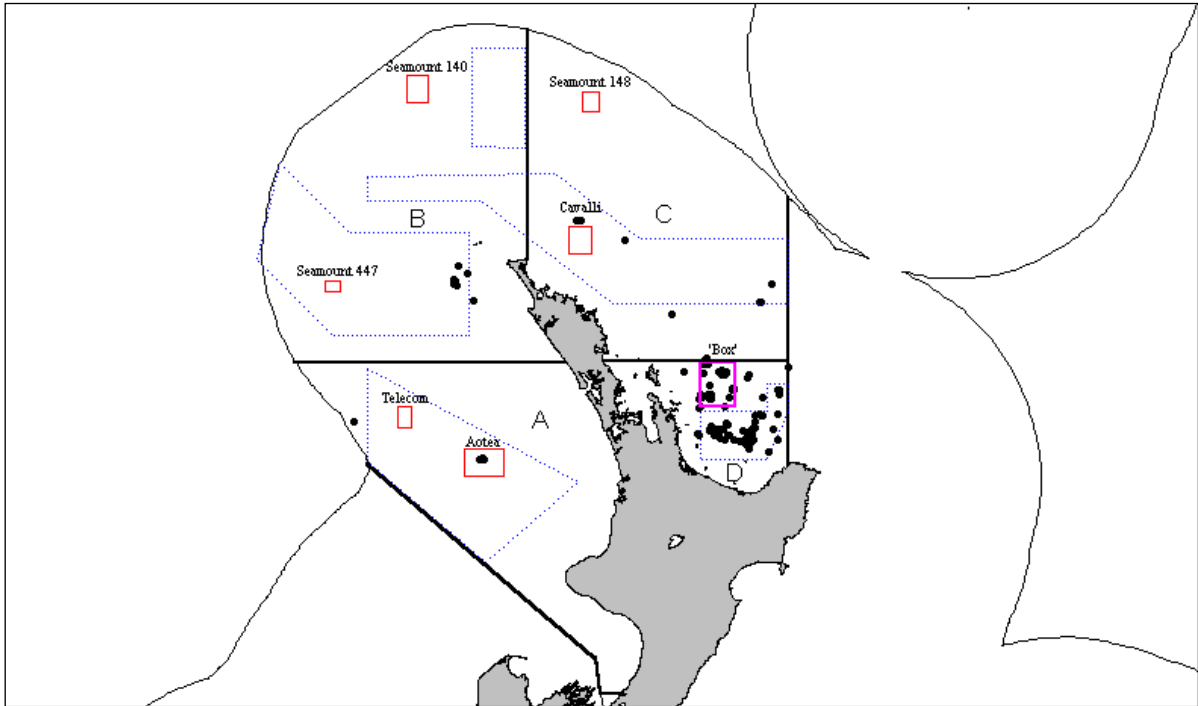 Seamount 140
Seamount 148
Cavalli
B
C
Seamount 447
'Box'
Telecom
A
Aotea
D